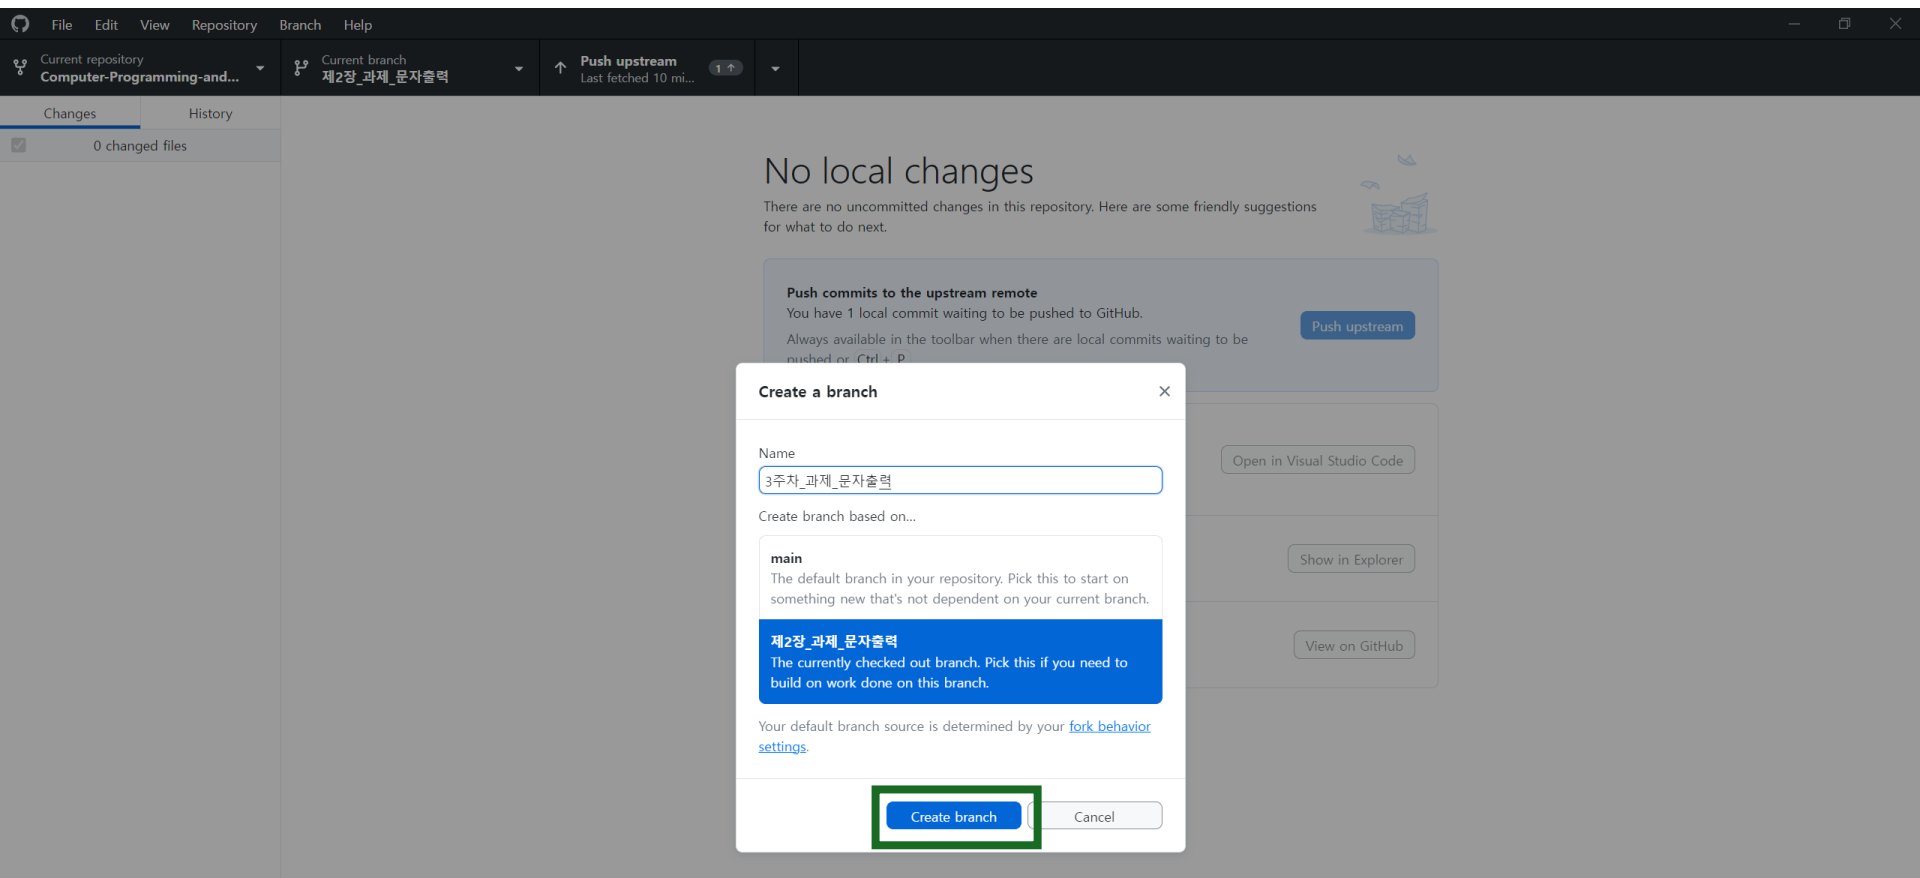 File Edit View Repository Branch Help
Current repository
Computer-Programming-and...
Current branch
제2장_과제_문자출력
Push upstream
Last fetched 10 mi...
1
Changes History
0 changed files
No local changes
There are no uncommitted changes in this repository. Here are some friendly suggestions
for what to do next.
Push commits to the upstream remote
You have 1 local commit waiting to be pushed to GitHub.
Always available in the toolbar when there are local commits waiting to be
pushed or Ctrl + P
Push upstream
Create a branch
Name
3주차_과제_문자출력
Create branch based on...
main
The default branch in your repository. Pick this to start on
something new that's not dependent on your current branch.
제2장_과제_문자출력
The currently checked out branch. Pick this if you need to
build on work done on this branch.
Your default branch source is determined by your fork behavior
settings.
Create branch Cancel
Open in Visual Studio Code
Show in Explorer
View on GitHub